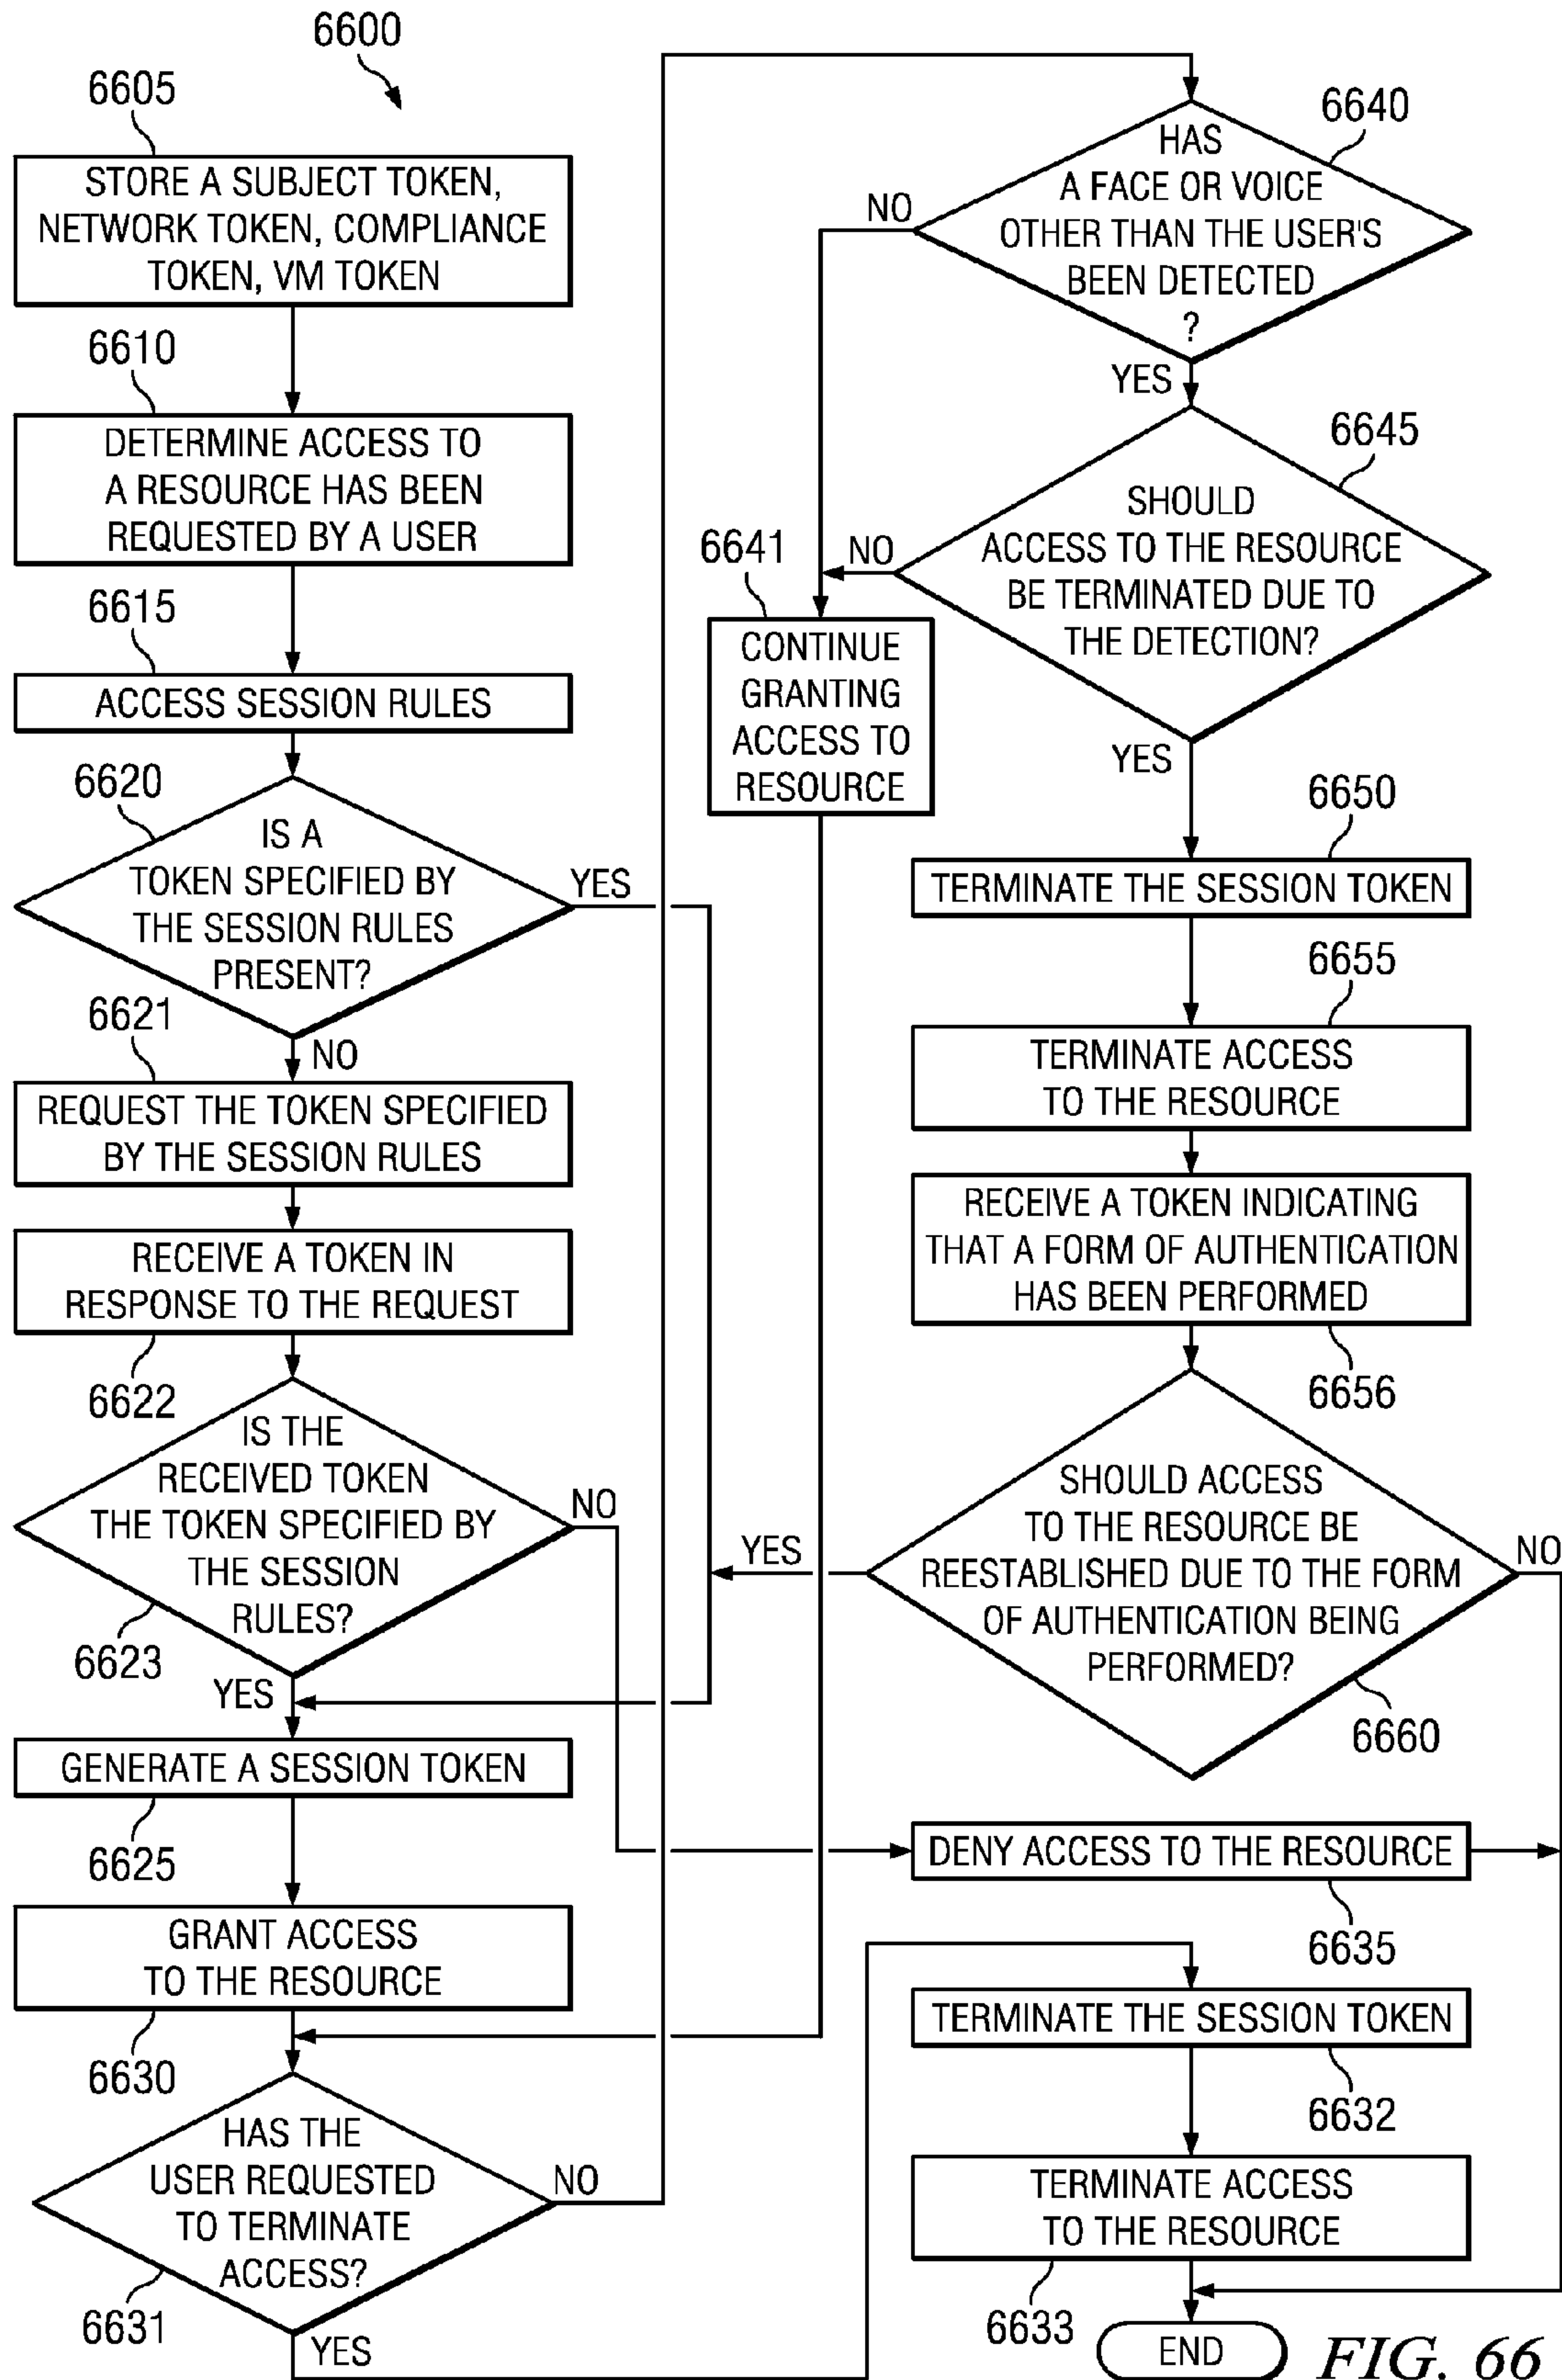 6600
6605
STORE A SUBJECT TOKEN,
NETWORK TOKEN, COMPLIANCE
TOKEN, VM TOKEN
6610
DETERMINE ACCESS TO
A RESOURCE HAS BEEN
REQUESTED BY A USER
6615
ACCESS SESSION RULES
6620
IS A
TOKEN SPECIFIED BY
THE SESSION RULES
PRESENT?
YES
6621
NO
REQUEST THE TOKEN SPECIFIED
BY THE SESSION RULES
RECEIVE A TOKEN IN
RESPONSE TO THE REQUEST
6622
IS THE
RECEIVED TOKEN
THE TOKEN SPECIFIED BY
THE SESSION
RULES?
NO
6623
YES
GENERATE A SESSION TOKEN
6625
GRANT ACCESS
TO THE RESOURCE
6630
HAS THE
USER REQUESTED
TO TERMINATE
ACCESS?
NO
6631
YES
6640
HAS
A FACE OR VOICE
OTHER THAN THE USER'S
BEEN DETECTED
?
NO
YES
6645
SHOULD
ACCESS TO THE RESOURCE
BE TERMINATED DUE TO
THE DETECTION?
NO
6641
CONTINUE
GRANTING
ACCESS TO
RESOURCE
YES
6650
TERMINATE THE SESSION TOKEN
6655
TERMINATE ACCESS
TO THE RESOURCE
RECEIVE A TOKEN INDICATING
THAT A FORM OF AUTHENTICATION
HAS BEEN PERFORMED
6656
SHOULD ACCESS
TO THE RESOURCE BE
REESTABLISHED DUE TO THE FORM
OF AUTHENTICATION BEING
PERFORMED?
YES
NO
6660
DENY ACCESS TO THE RESOURCE
6635
TERMINATE THE SESSION TOKEN
6632
TERMINATE ACCESS
TO THE RESOURCE
6633
END
FIG. 66